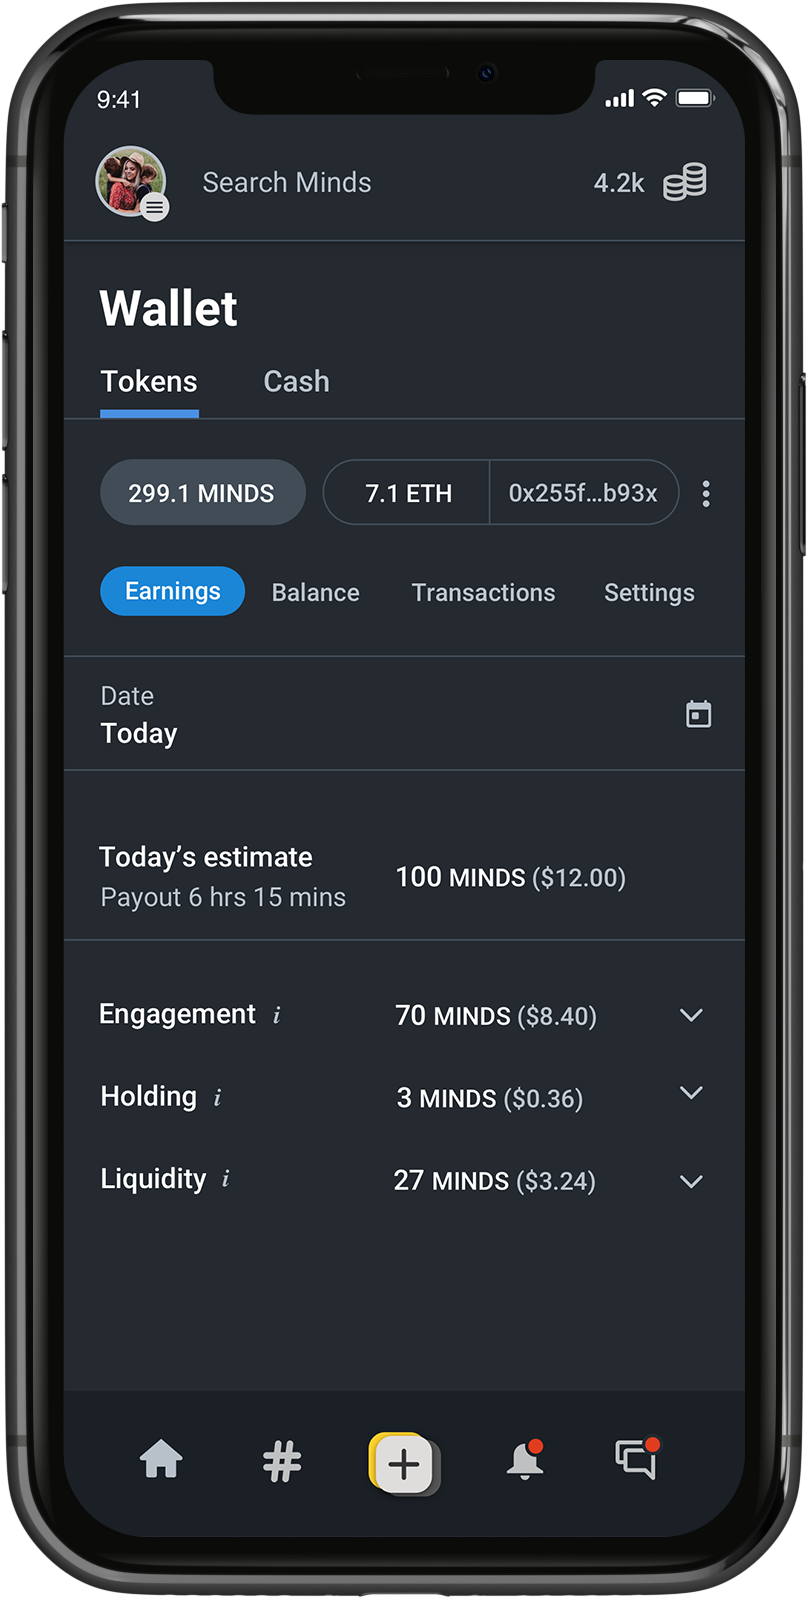 9:41
Search Minds 4.2k
Wallet
Tokens Cash
299.1 MINDS 7.1 ETH 0x255f...b93x
Earnings Balance Transactions Settings
Date
Today
Today’s estimate
Payout 6 hrs 15 mins
100 MINDS ($12.00)
Engagement i 70 MINDS ($8.40)
Holding i 3 MINDS ($0.36)
Liquidity i 27 MINDS ($3.24)